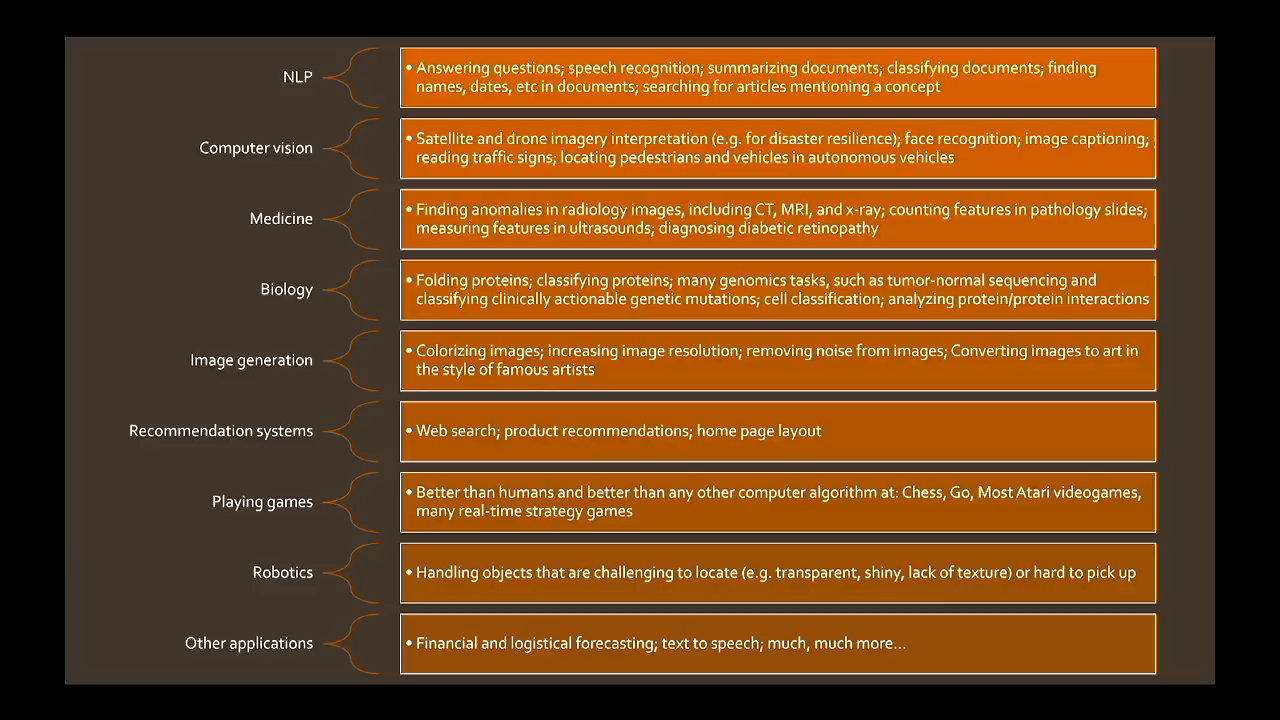 NLP
• Answering questions; speech recognition; summarizing documents; classifying documents; finding
names, dates, etc in documents; searching for articles mentioning a concept
Computer vision
• Satellite and drone imagery interpretation (e.g. for disaster resilience); face recognition; image captioning;
reading traffic signs; locating pedestrians and vehicles in autonomous vehicles
Medicine
• Finding anomalies in radiology images, including CT, MRI, and x-ray; counting features in pathology slides;
measuring features in ultrasounds; diagnosing diabetic retinopathy
Biology
• Folding proteins; classifying proteins; many genomics tasks, such as tumor-normal sequencing and
classifying clinically actionable genetic mutations; cell classification; analyzing protein/protein interactions
Image generation
• Colorizing images; increasing image resolution; removing noise from images; Converting images to art in
the style of famous artists
Recommendation systems
• Web search; product recommendations; home page layout
Playing games
• Better than humans and better than any other computer algorithm at: Chess, Go, Most Atari videogames,
many real-time strategy games
Robotics
• Handling objects that are challenging to locate (e.g. transparent, shiny, lack of texture) or hard to pick up
Other applications
• Financial and logistical forecasting; text to speech; much, much more...